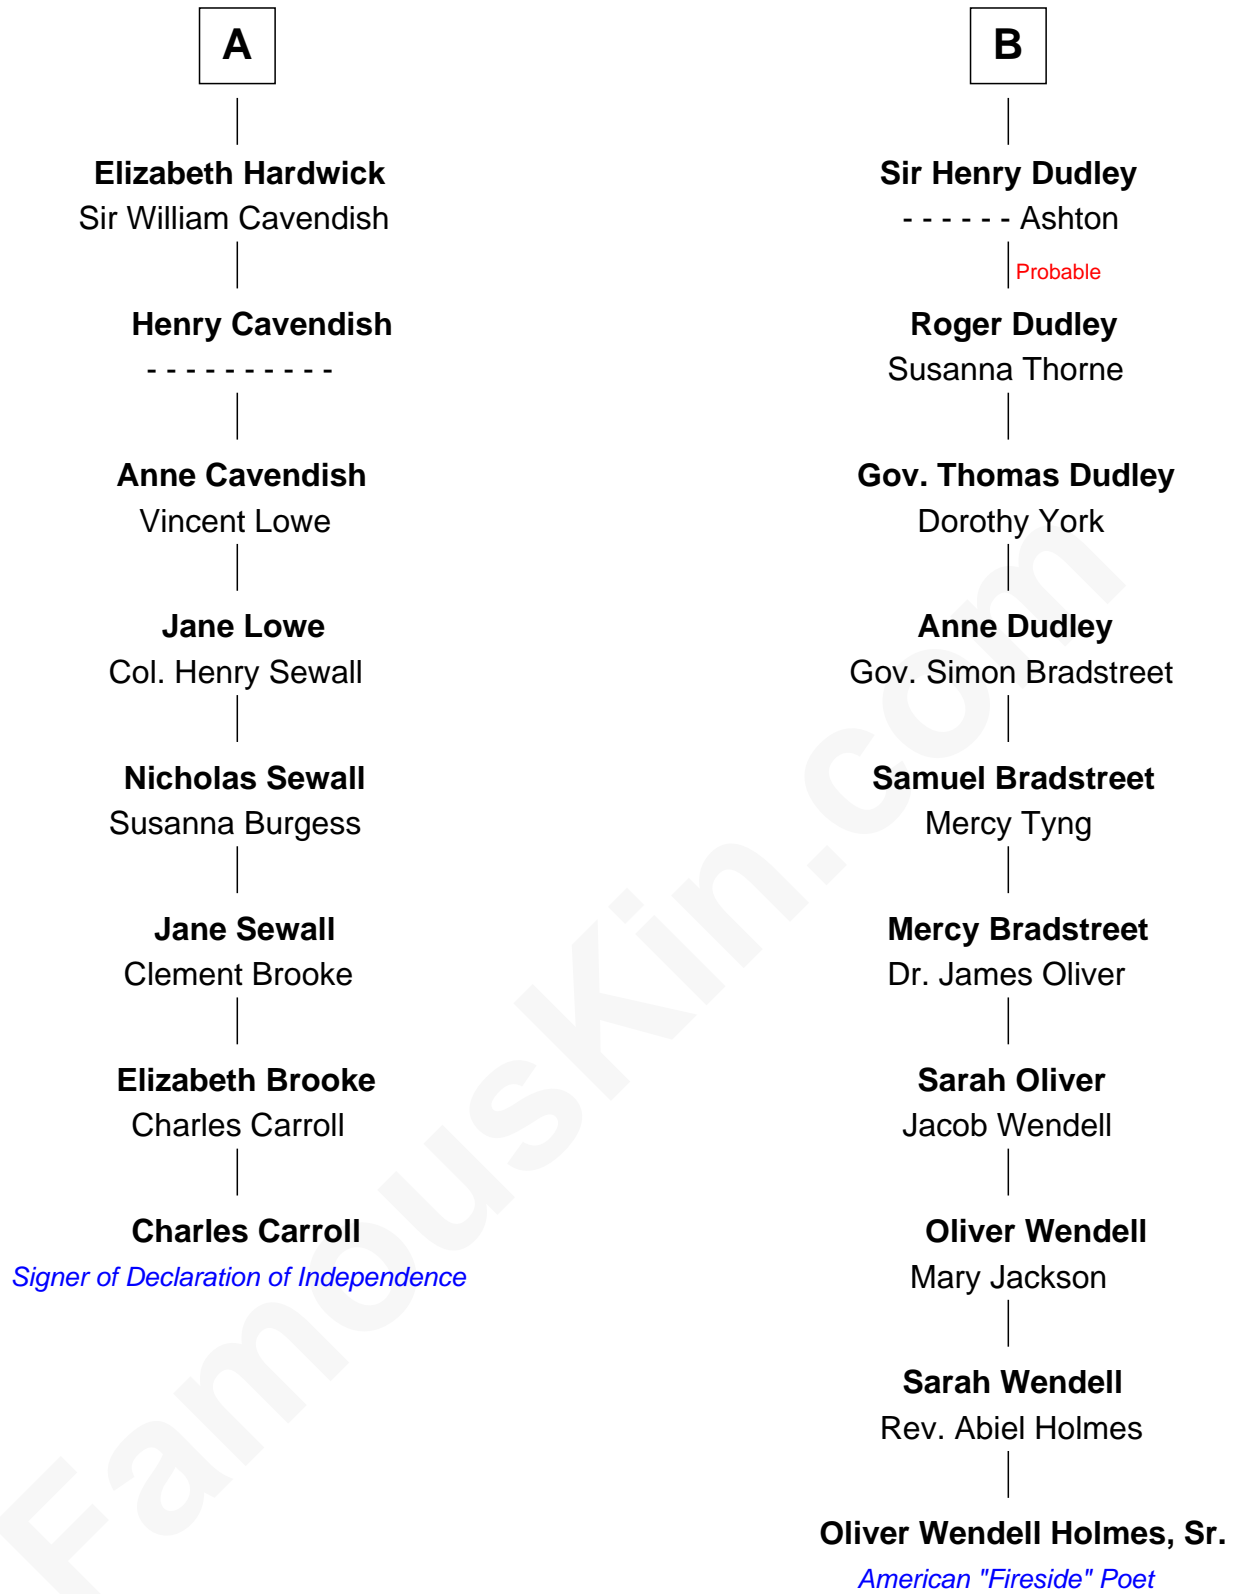 A
Elizabeth Hardwick
Sir William Cavendish
Henry Cavendish
- - - - - - - - - -
Anne Cavendish
Vincent Lowe
Jane Lowe
Col. Henry Sewall
Nicholas Sewall
Susanna Burgess
Jane Sewall
Clement Brooke
Elizabeth Brooke
Charles Carroll
Charles Carroll
Signer of Declaration of Independence
B
Sir Henry Dudley
- - - - - - Ashton
Probable
Roger Dudley
Susanna Thorne
Gov. Thomas Dudley
Dorothy York
Anne Dudley
Gov. Simon Bradstreet
Samuel Bradstreet
Mercy Tyng
Mercy Bradstreet
Dr. James Oliver
Sarah Oliver
Jacob Wendell
Oliver Wendell
Mary Jackson
Sarah Wendell
Rev. Abiel Holmes
Oliver Wendell Holmes, Sr.
American "Fireside" Poet
FamousKin.com